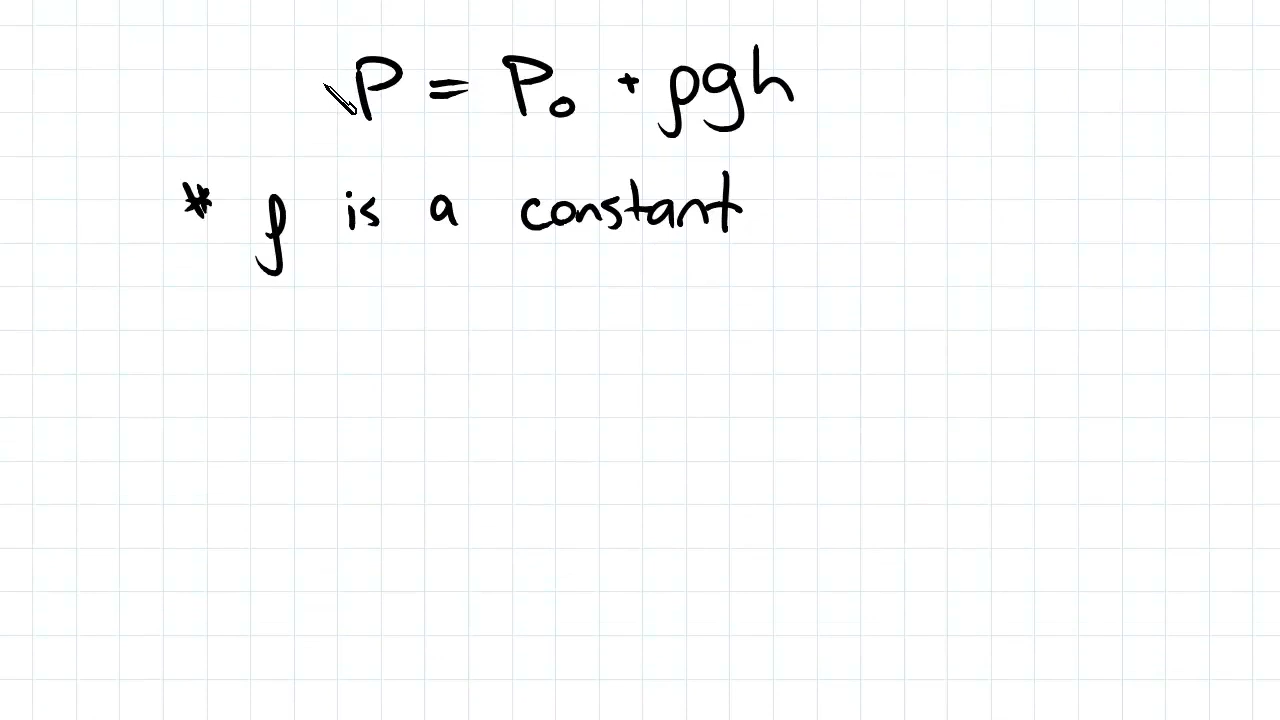 P = P₀ + ρgh
* ρ is a constant